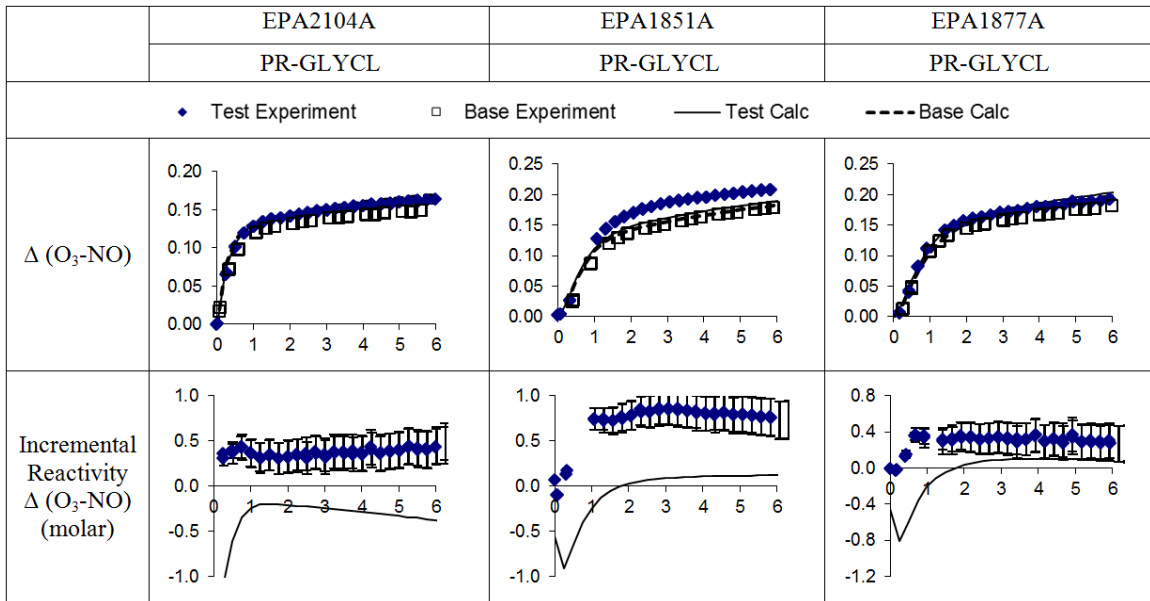 EPA2104A EPA1851A EPA1877A
PR-GLYCL PR-GLYCL PR-GLYCL
Test Experiment Base Experiment Test Calc Base Calc
Δ (O₃-NO)
0.20
0.15
0.10
0.05
0.00
0 1 2 3 4 5 6
0.25
0.20
0.15
0.10
0.05
0.00
0 1 2 3 4 5 6
0.25
0.20
0.15
0.10
0.05
0.00
0 1 2 3 4 5 6
Incremental
Reactivity
Δ (O₃-NO)
(molar)
1.0
0.5
0.0
-0.5
-1.0
0 1 2 3 4 5 6
1.0
0.5
0.0
-0.5
-1.0
0 1 2 3 4 5 6
0.8
0.4
0.0
-0.4
-0.8
-1.2
0 1 2 3 4 5 6